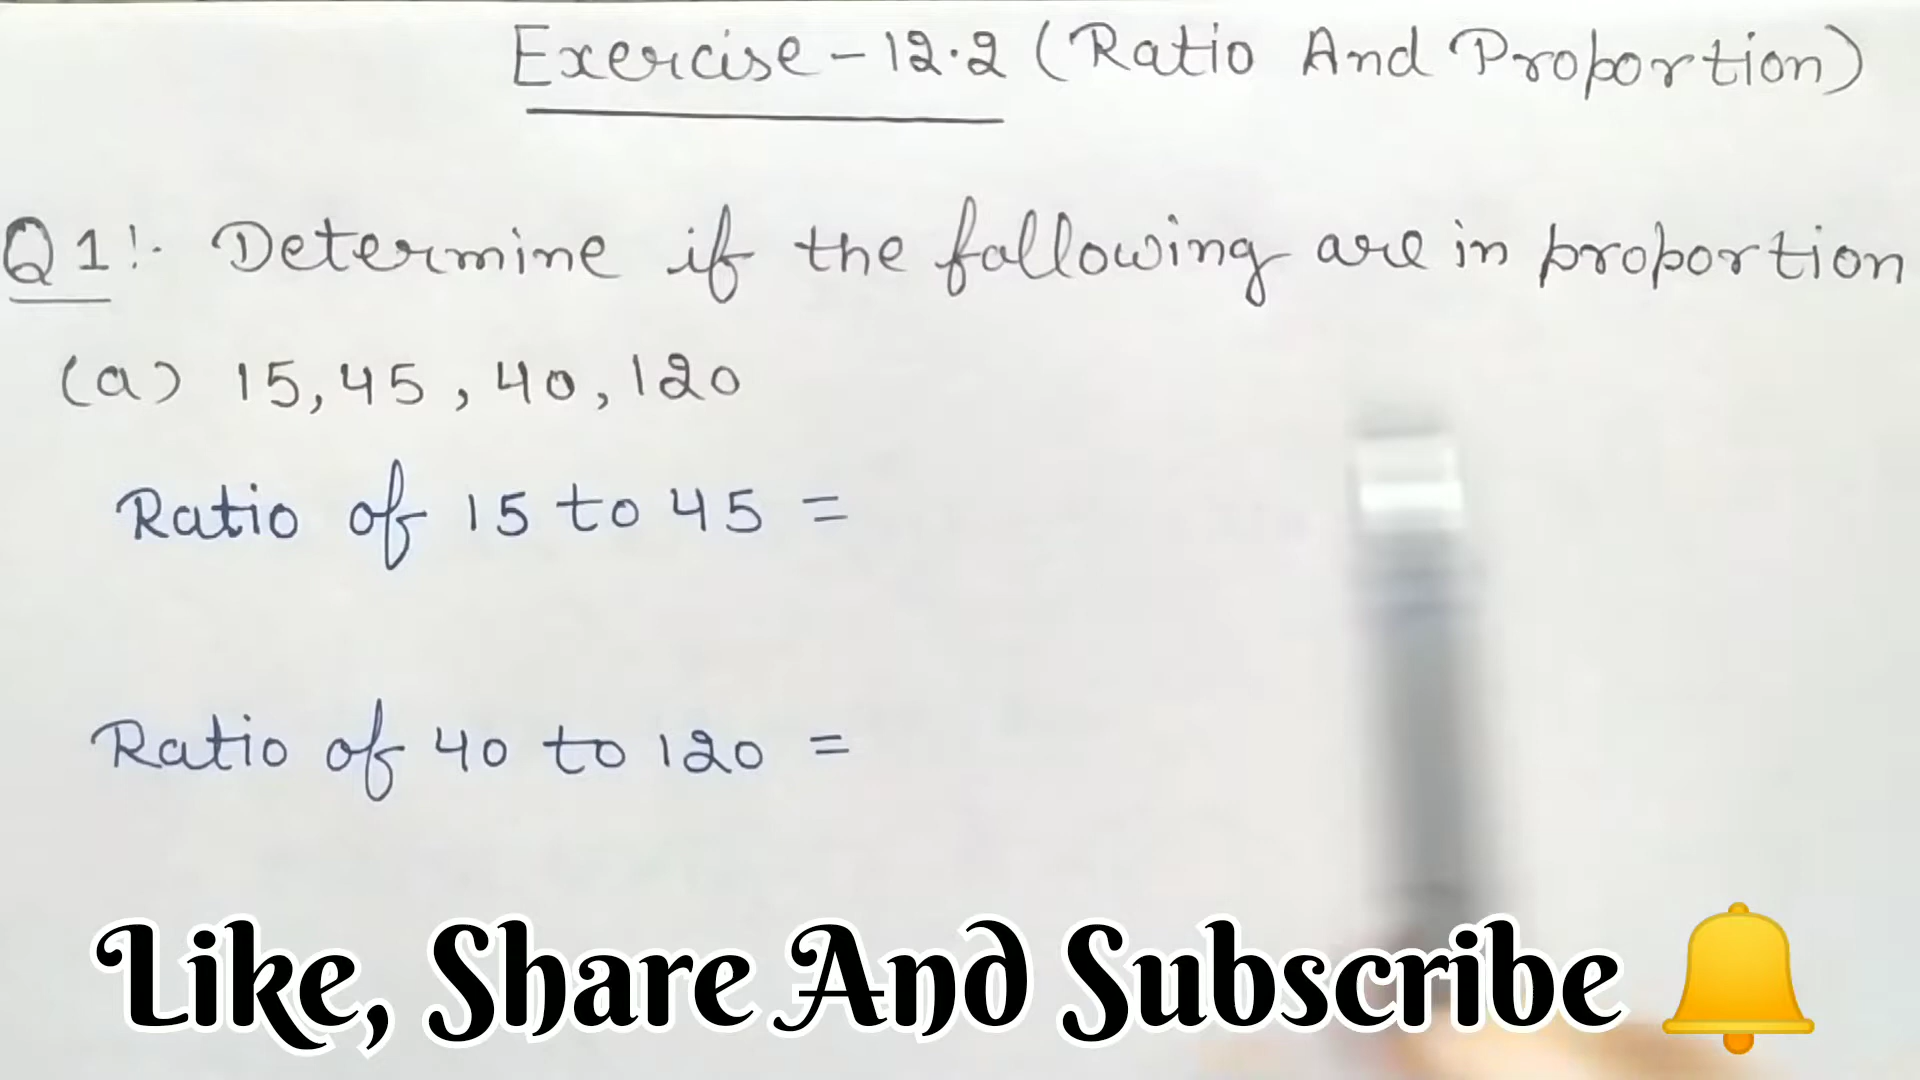 Exercise - 12.2 (Ratio And Proportion)
Q1:. Determine if the following are in proportion
(a) 15, 45, 40, 120
Ratio of 15 to 45 =
Ratio of 40 to 120 =
Like, Share And Subscribe